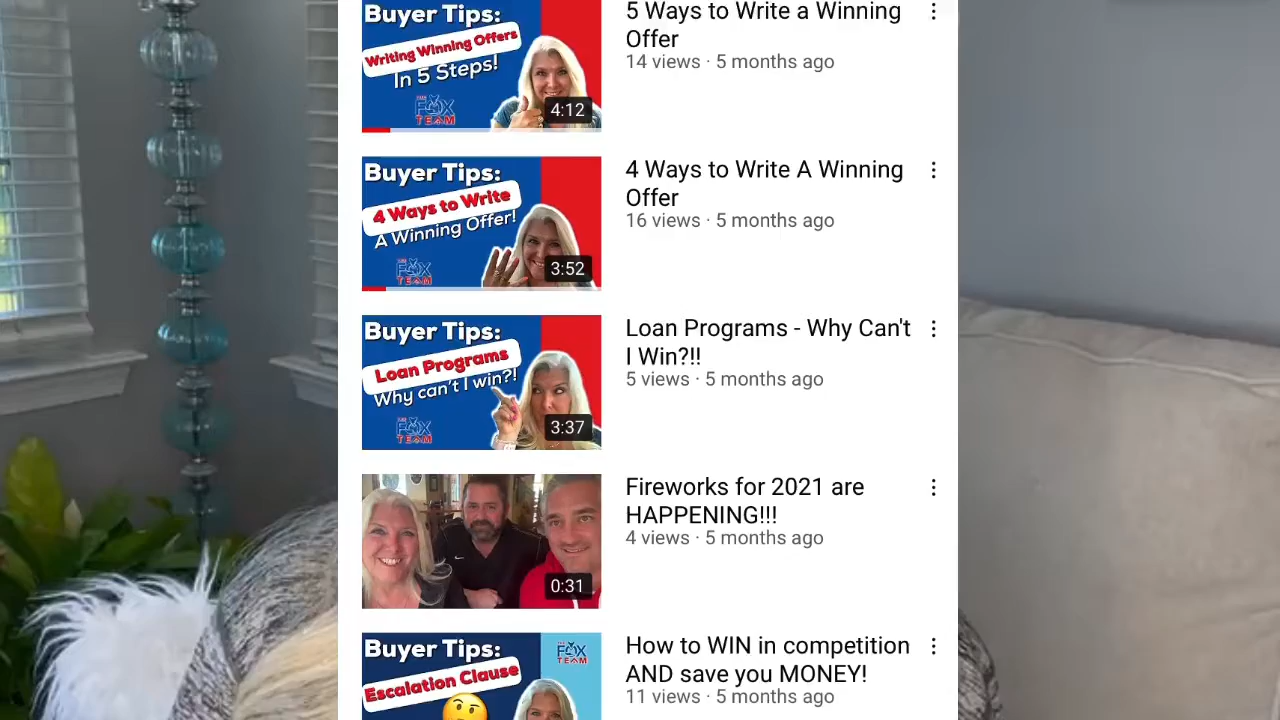 Buyer Tips:
Writing Winning Offers
In 5 Steps!
THE
FOX
TEAM
4:12
5 Ways to Write a Winning
Offer
14 views · 5 months ago
Buyer Tips:
4 Ways to Write
A Winning Offer!
THE
FOX
TEAM
3:52
4 Ways to Write A Winning
Offer
16 views · 5 months ago
Buyer Tips:
Loan Programs
Why can't I win?!
THE
FOX
TEAM
3:37
Loan Programs - Why Can't
I Win?!!
5 views · 5 months ago
0:31
Fireworks for 2021 are
HAPPENING!!!
4 views · 5 months ago
Buyer Tips:
Escalation Clause
THE
FOX
TEAM
How to WIN in competition
AND save you MONEY!
11 views · 5 months ago